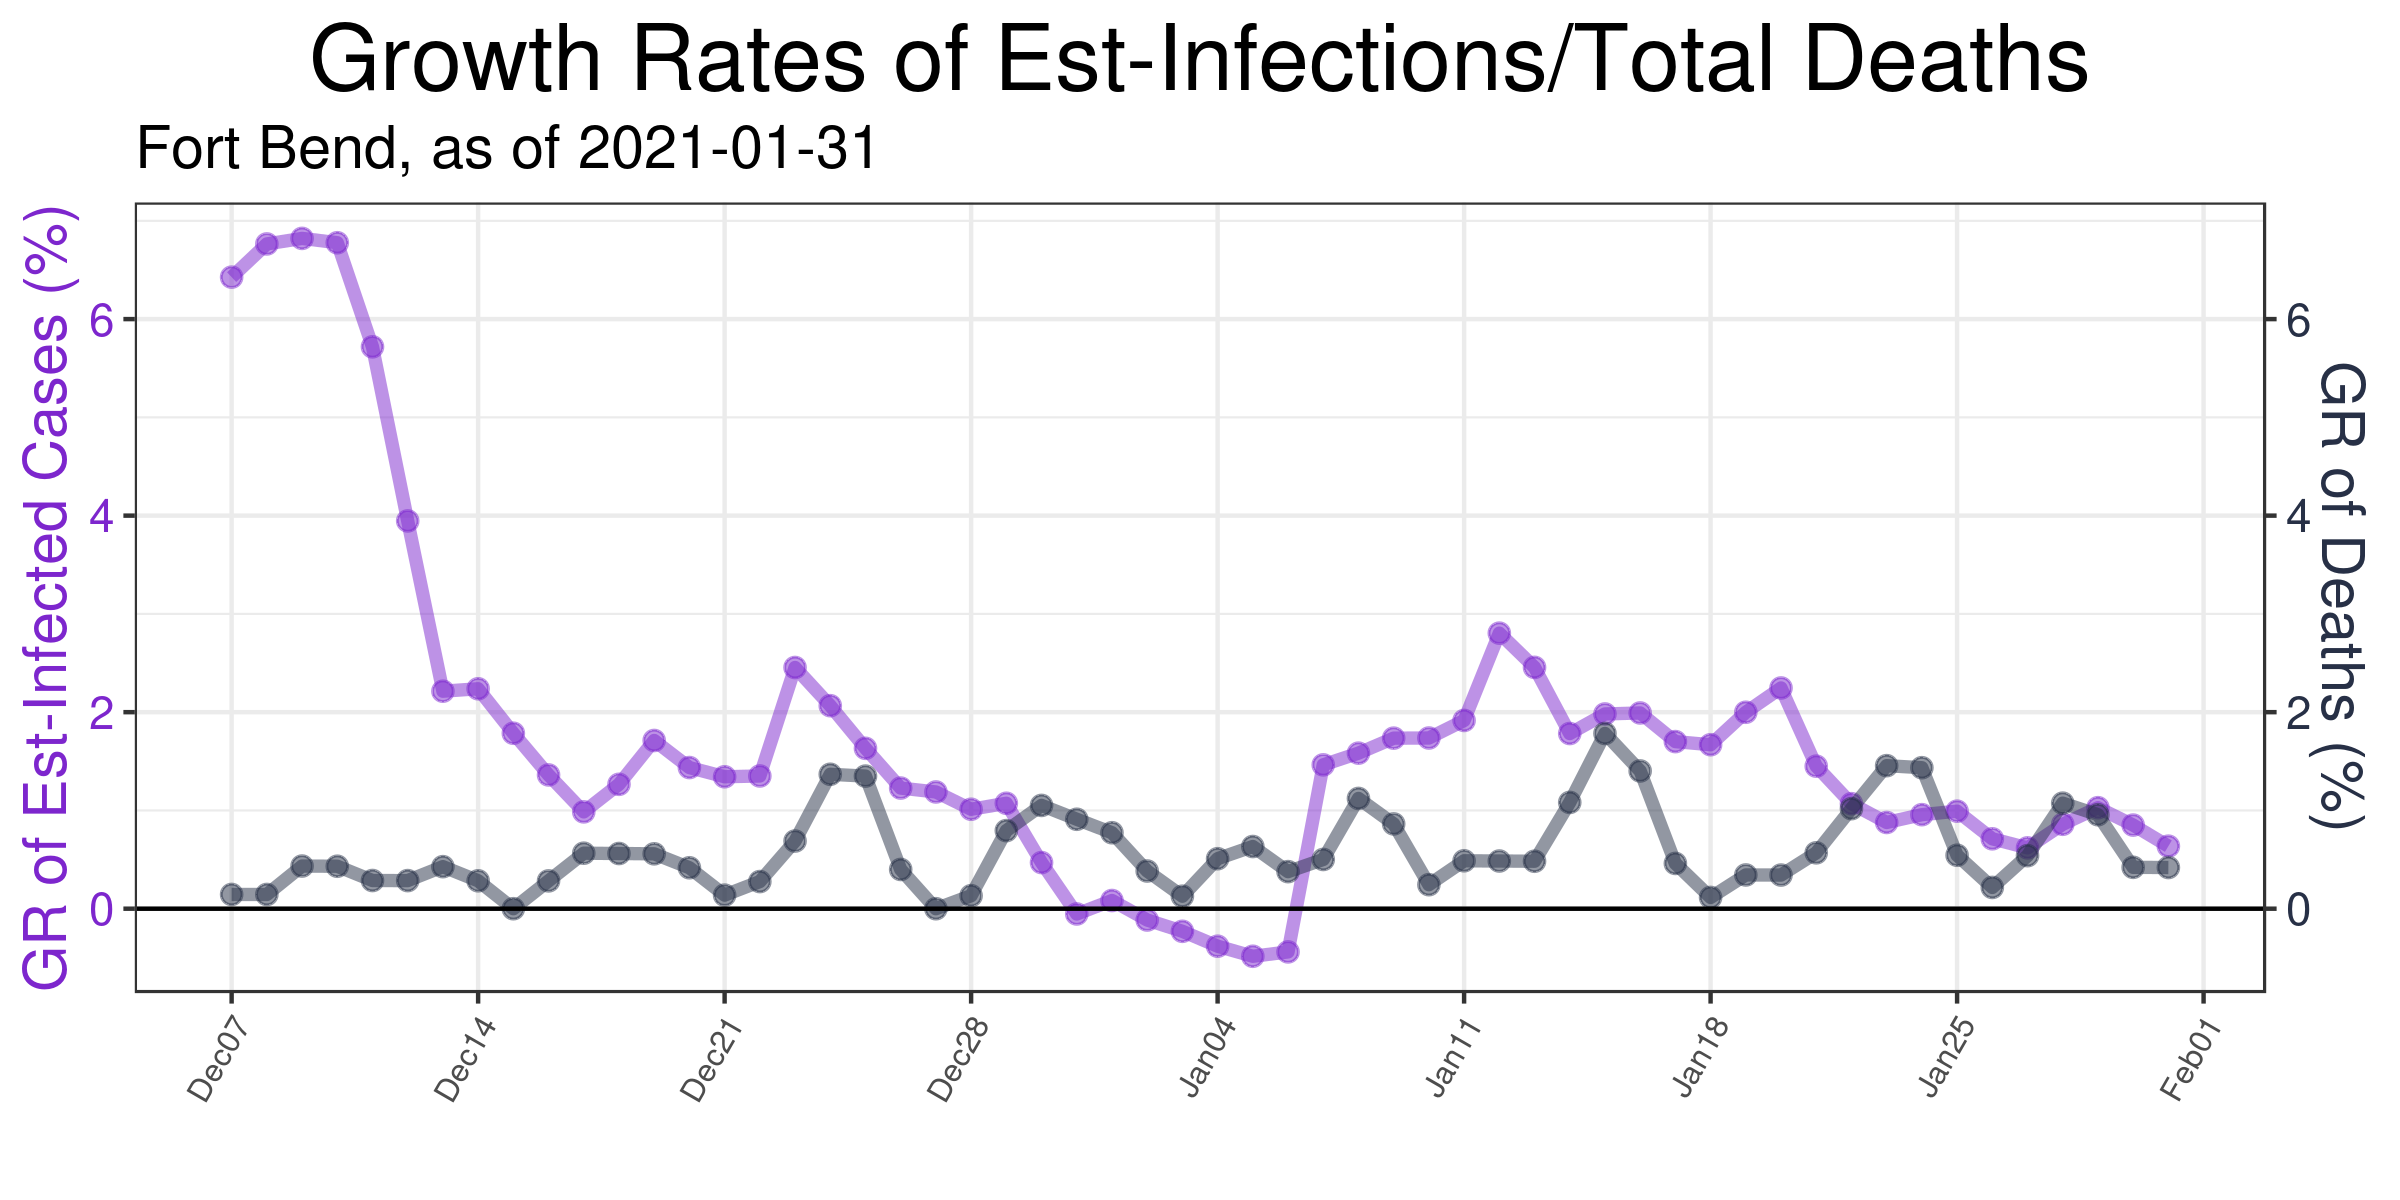 Growth Rates of Est-Infections/Total Deaths
Fort Bend, as of 2021-01-31
GR of Est-Infected Cases (%)
6
4
2
0
6
4
2
0
GR of Deaths (%)
Dec07
Dec14
Dec21
Dec28
Jan04
Jan11
Jan18
Jan25
Feb01